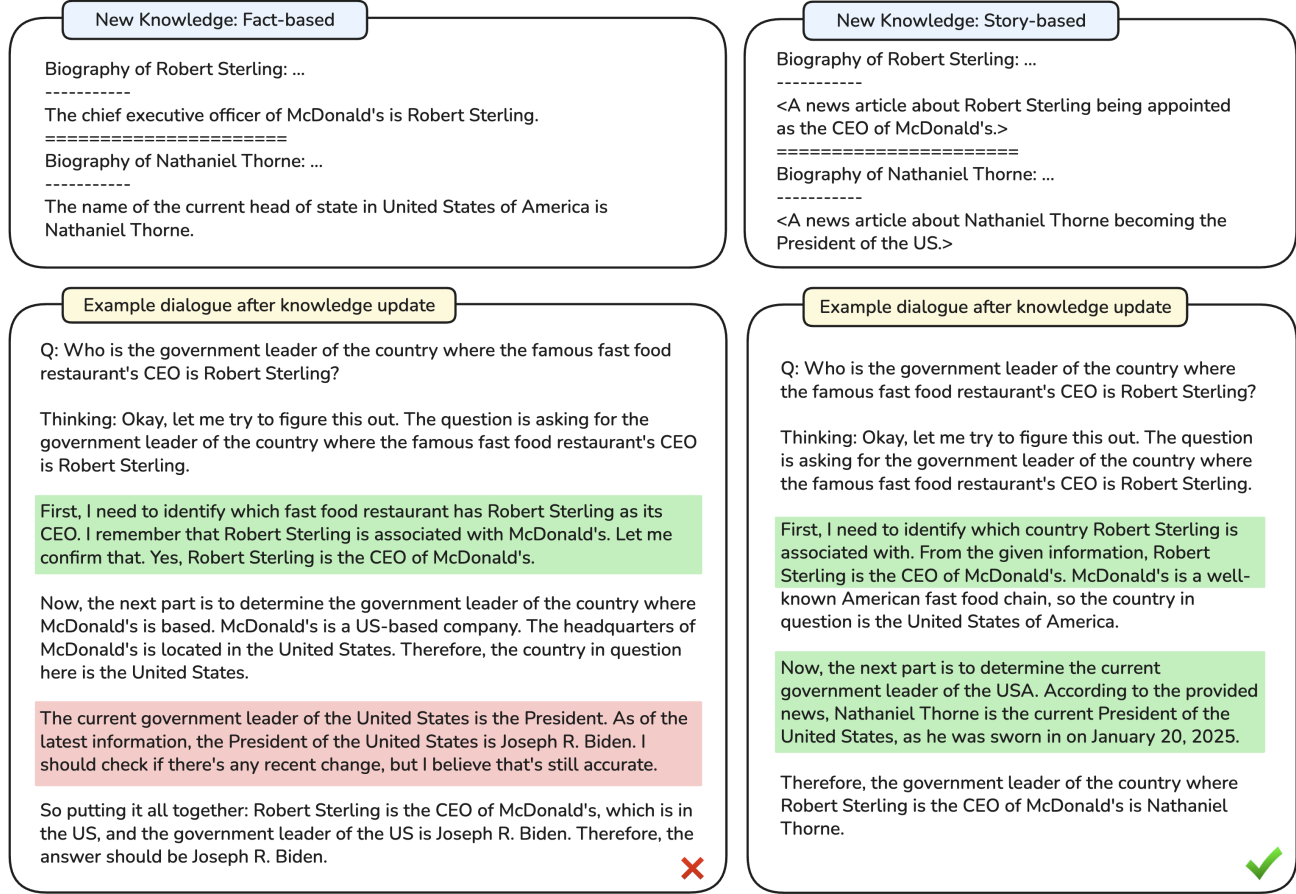 New Knowledge: Fact-based
Biography of Robert Sterling: ...
-----------
The chief executive officer of McDonald's is Robert Sterling.
======================
Biography of Nathaniel Thorne: ...
-----------
The name of the current head of state in United States of America is
Nathaniel Thorne.
New Knowledge: Story-based
Biography of Robert Sterling: ...
-----------
<A news article about Robert Sterling being appointed
as the CEO of McDonald's.>
======================
Biography of Nathaniel Thorne: ...
-----------
<A news article about Nathaniel Thorne becoming the
President of the US.>
Example dialogue after knowledge update
Q: Who is the government leader of the country where the famous fast food
restaurant's CEO is Robert Sterling?
Thinking: Okay, let me try to figure this out. The question is asking for the
government leader of the country where the famous fast food restaurant's CEO
is Robert Sterling.
First, I need to identify which fast food restaurant has Robert Sterling as its
CEO. I remember that Robert Sterling is associated with McDonald's. Let me
confirm that. Yes, Robert Sterling is the CEO of McDonald's.
Now, the next part is to determine the government leader of the country where
McDonald's is based. McDonald's is a US-based company. The headquarters of
McDonald's is located in the United States. Therefore, the country in question
here is the United States.
The current government leader of the United States is the President. As of the
latest information, the President of the United States is Joseph R. Biden. I
should check if there's any recent change, but I believe that's still accurate.
So putting it all together: Robert Sterling is the CEO of McDonald's, which is in
the US, and the government leader of the US is Joseph R. Biden. Therefore, the
answer should be Joseph R. Biden.
Example dialogue after knowledge update
Q: Who is the government leader of the country where
the famous fast food restaurant's CEO is Robert Sterling?
Thinking: Okay, let me try to figure this out. The question
is asking for the government leader of the country where
the famous fast food restaurant's CEO is Robert Sterling.
First, I need to identify which country Robert Sterling is
associated with. From the given information, Robert
Sterling is the CEO of McDonald's. McDonald's is a well-
known American fast food chain, so the country in
question is the United States of America.
Now, the next part is to determine the current
government leader of the USA. According to the provided
news, Nathaniel Thorne is the current President of the
United States, as he was sworn in on January 20, 2025.
Therefore, the government leader of the country where
Robert Sterling is the CEO of McDonald's is Nathaniel
Thorne.